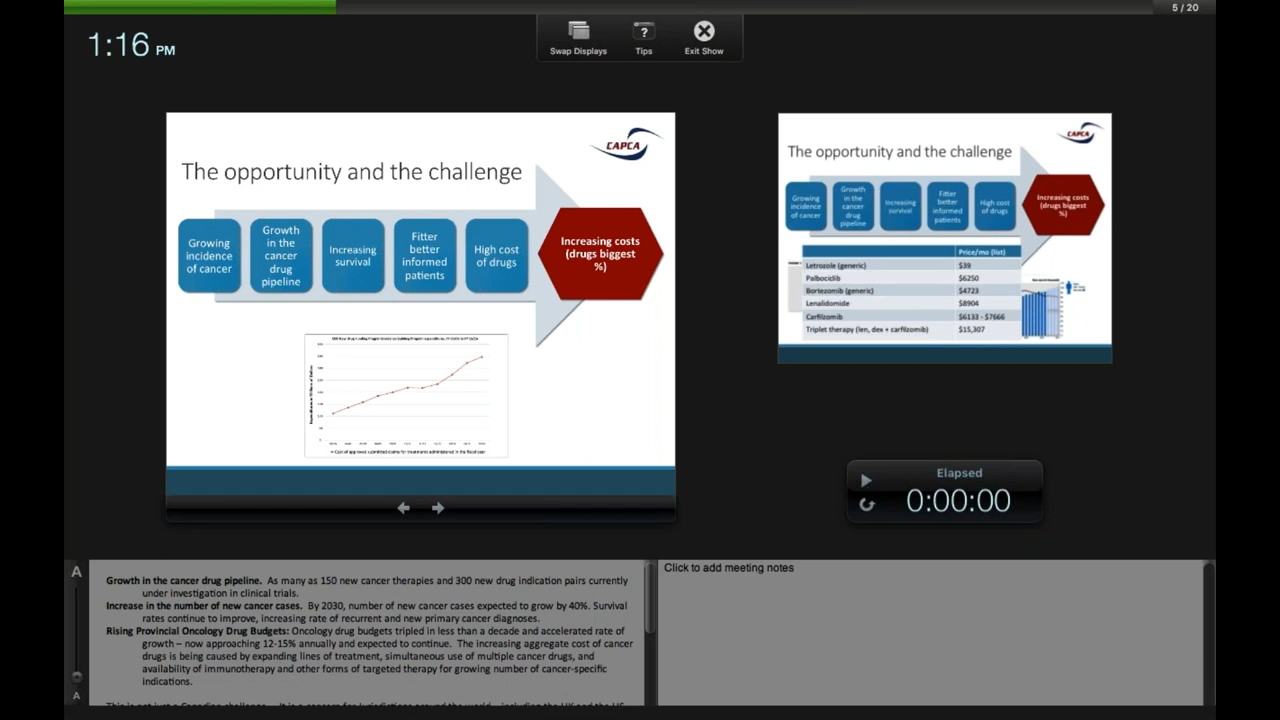 5 / 20
1:16 PM
Swap Displays
Tips
Exit Show
CAPCA
The opportunity and the challenge
Growing
incidence
of cancer
Growth
in the
cancer
drug
pipeline
Increasing
survival
Fitter
better
informed
patients
High cost
of drugs
Increasing costs
(drugs biggest
%)
CAPCA
The opportunity and the challenge
Growing
incidence
of cancer
Growth
in the
cancer
drug
pipeline
Increasing
survival
Fitter
better
informed
patients
High cost
of drugs
Increasing costs
(drugs biggest
%)
Price/mo (list)
Letrozole (generic) $39
Palbociclib $6250
Bortezomib (generic) $4723
Lenalidomide $8904
Carfilzomib $6133 - $7666
Triplet therapy (len, dex + carfilzomib) $15,307
Elapsed
0:00:00
A
A
Growth in the cancer drug pipeline. As many as 150 new cancer therapies and 300 new drug indication pairs currently
under investigation in clinical trials.
Increase in the number of new cancer cases. By 2030, number of new cancer cases expected to grow by 40%. Survival
rates continue to improve, increasing rate of recurrent and new primary cancer diagnoses.
Rising Provincial Oncology Drug Budgets: Oncology drug budgets tripled in less than a decade and accelerated rate of
growth – now approaching 12-15% annually and expected to continue. The increasing aggregate cost of cancer
drugs is being caused by expanding lines of treatment, simultaneous use of multiple cancer drugs, and
availability of immunotherapy and other forms of targeted therapy for growing number of cancer-specific
indications.
Click to add meeting notes